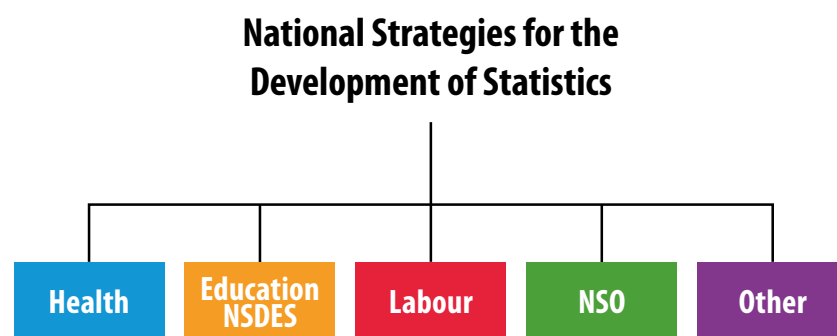 National Strategies for the
Development of Statistics
Health
Education
NSDES
Labour
NSO
Other